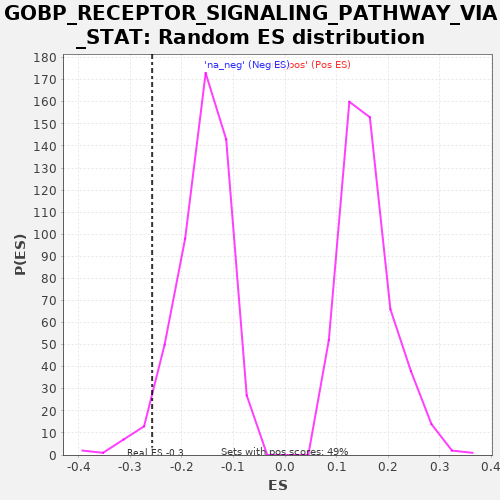 GOBP_RECEPTOR_SIGNALING_PATHWAY_VIA
_STAT: Random ES distribution
'na_neg' (Neg ES)
pos' (Pos ES)
180
170
160
150
140
130
120
110
100
90
80
70
60
50
40
30
20
10
0
P(ES)
Real ES -0.3
Sets with pos scores: 49%
-0.4 -0.3 -0.2 -0.1 0.0 0.1 0.2 0.3 0.4
ES